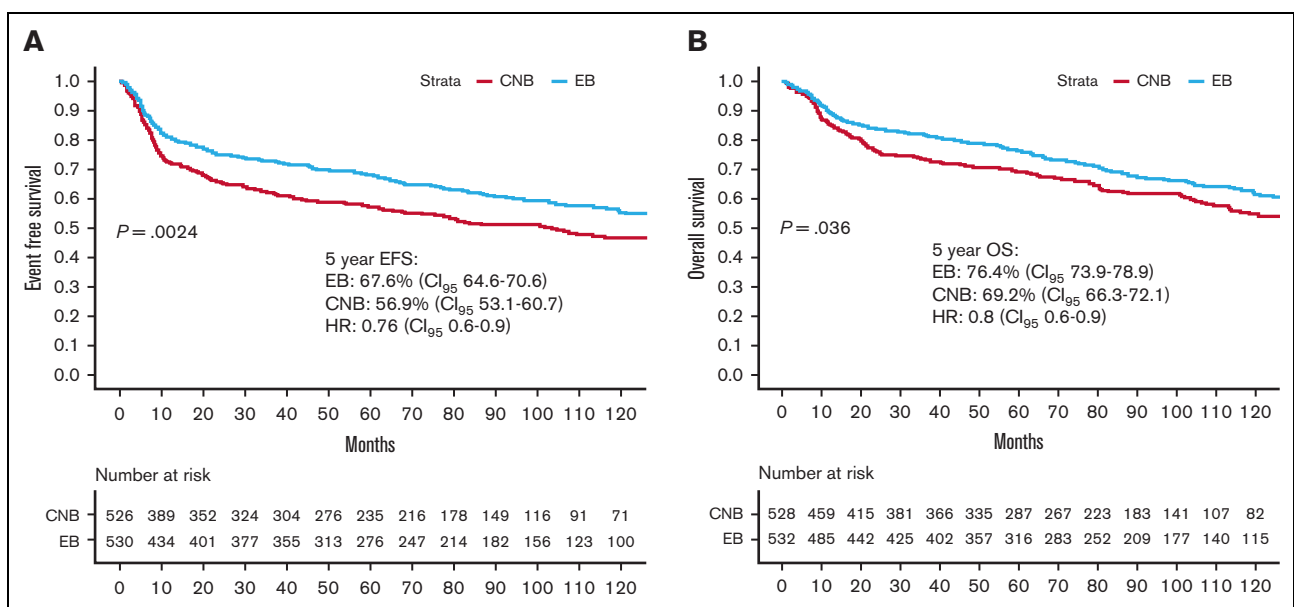 A
Strata CNB EB
Event free survival
1.0
0.9
0.8
0.7
0.6
0.5
0.4
0.3
0.2
0.1
0.0
P = .0024
5 year EFS:
EB: 67.6% (CI95 64.6-70.6)
CNB: 56.9% (CI95 53.1-60.7)
HR: 0.76 (CI95 0.6-0.9)
0 10 20 30 40 50 60 70 80 90 100 110 120
Months
Number at risk
CNB 526 389 352 324 304 276 235 216 178 149 116 91 71
EB 530 434 401 377 355 313 276 247 214 182 156 123 100
0 10 20 30 40 50 60 70 80 90 100 110 120
B
Strata CNB EB
Overall survival
1.0
0.9
0.8
0.7
0.6
0.5
0.4
0.3
0.2
0.1
0.0
P = .036
5 year OS:
EB: 76.4% (CI95 73.9-78.9)
CNB: 69.2% (CI95 66.3-72.1)
HR: 0.8 (CI95 0.6-0.9)
0 10 20 30 40 50 60 70 80 90 100 110 120
Months
Number at risk
CNB 528 459 415 381 366 335 287 267 223 183 141 107 82
EB 532 485 442 425 402 357 316 283 252 209 177 140 115
0 10 20 30 40 50 60 70 80 90 100 110 120